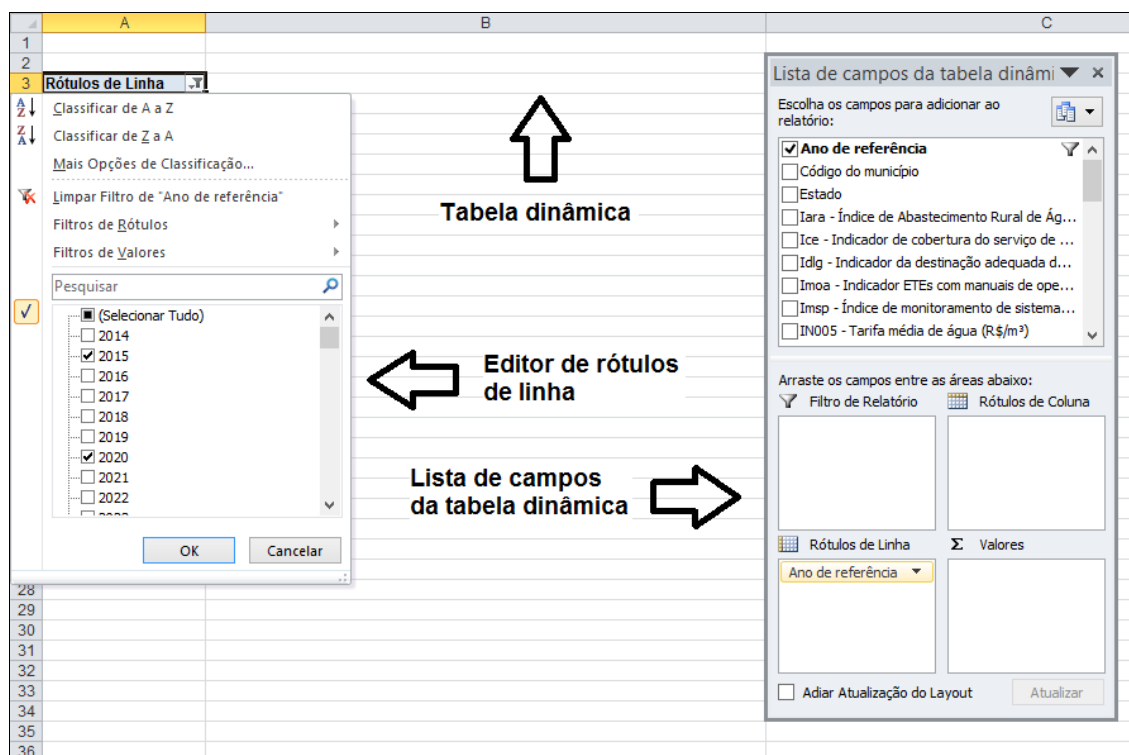 A B C
1
2
3 Rótulos de Linha
Classificar de A a Z
Classificar de Z a A
Mais Opções de Classificação...
Limpar Filtro de "Ano de referência"
Filtros de Rótulos
Filtros de Valores
Pesquisar
(Selecionar Tudo)
2014
2015
2016
2017
2018
2019
2020
2021
2022
OK Cancelar
28
29
30
31
32
33
34
35
36
Tabela dinâmica
Editor de rótulos
de linha
Lista de campos
da tabela dinâmica
Lista de campos da tabela dinâmi
Escolha os campos para adicionar ao
relatório:
Ano de referência
Código do município
Estado
Iara - Índice de Abastecimento Rural de Ág...
Ice - Indicador de cobertura do serviço de ...
Idlg - Indicador da destinação adequada d...
Imoa - Indicador ETEs com manuais de ope...
Imsp - Índice de monitoramento de sistema...
IN005 - Tarifa média de água (R$/m³)
Arraste os campos entre as áreas abaixo:
Filtro de Relatório Rótulos de Coluna
Rótulos de Linha Σ Valores
Ano de referência
Adiar Atualização do Layout Atualizar